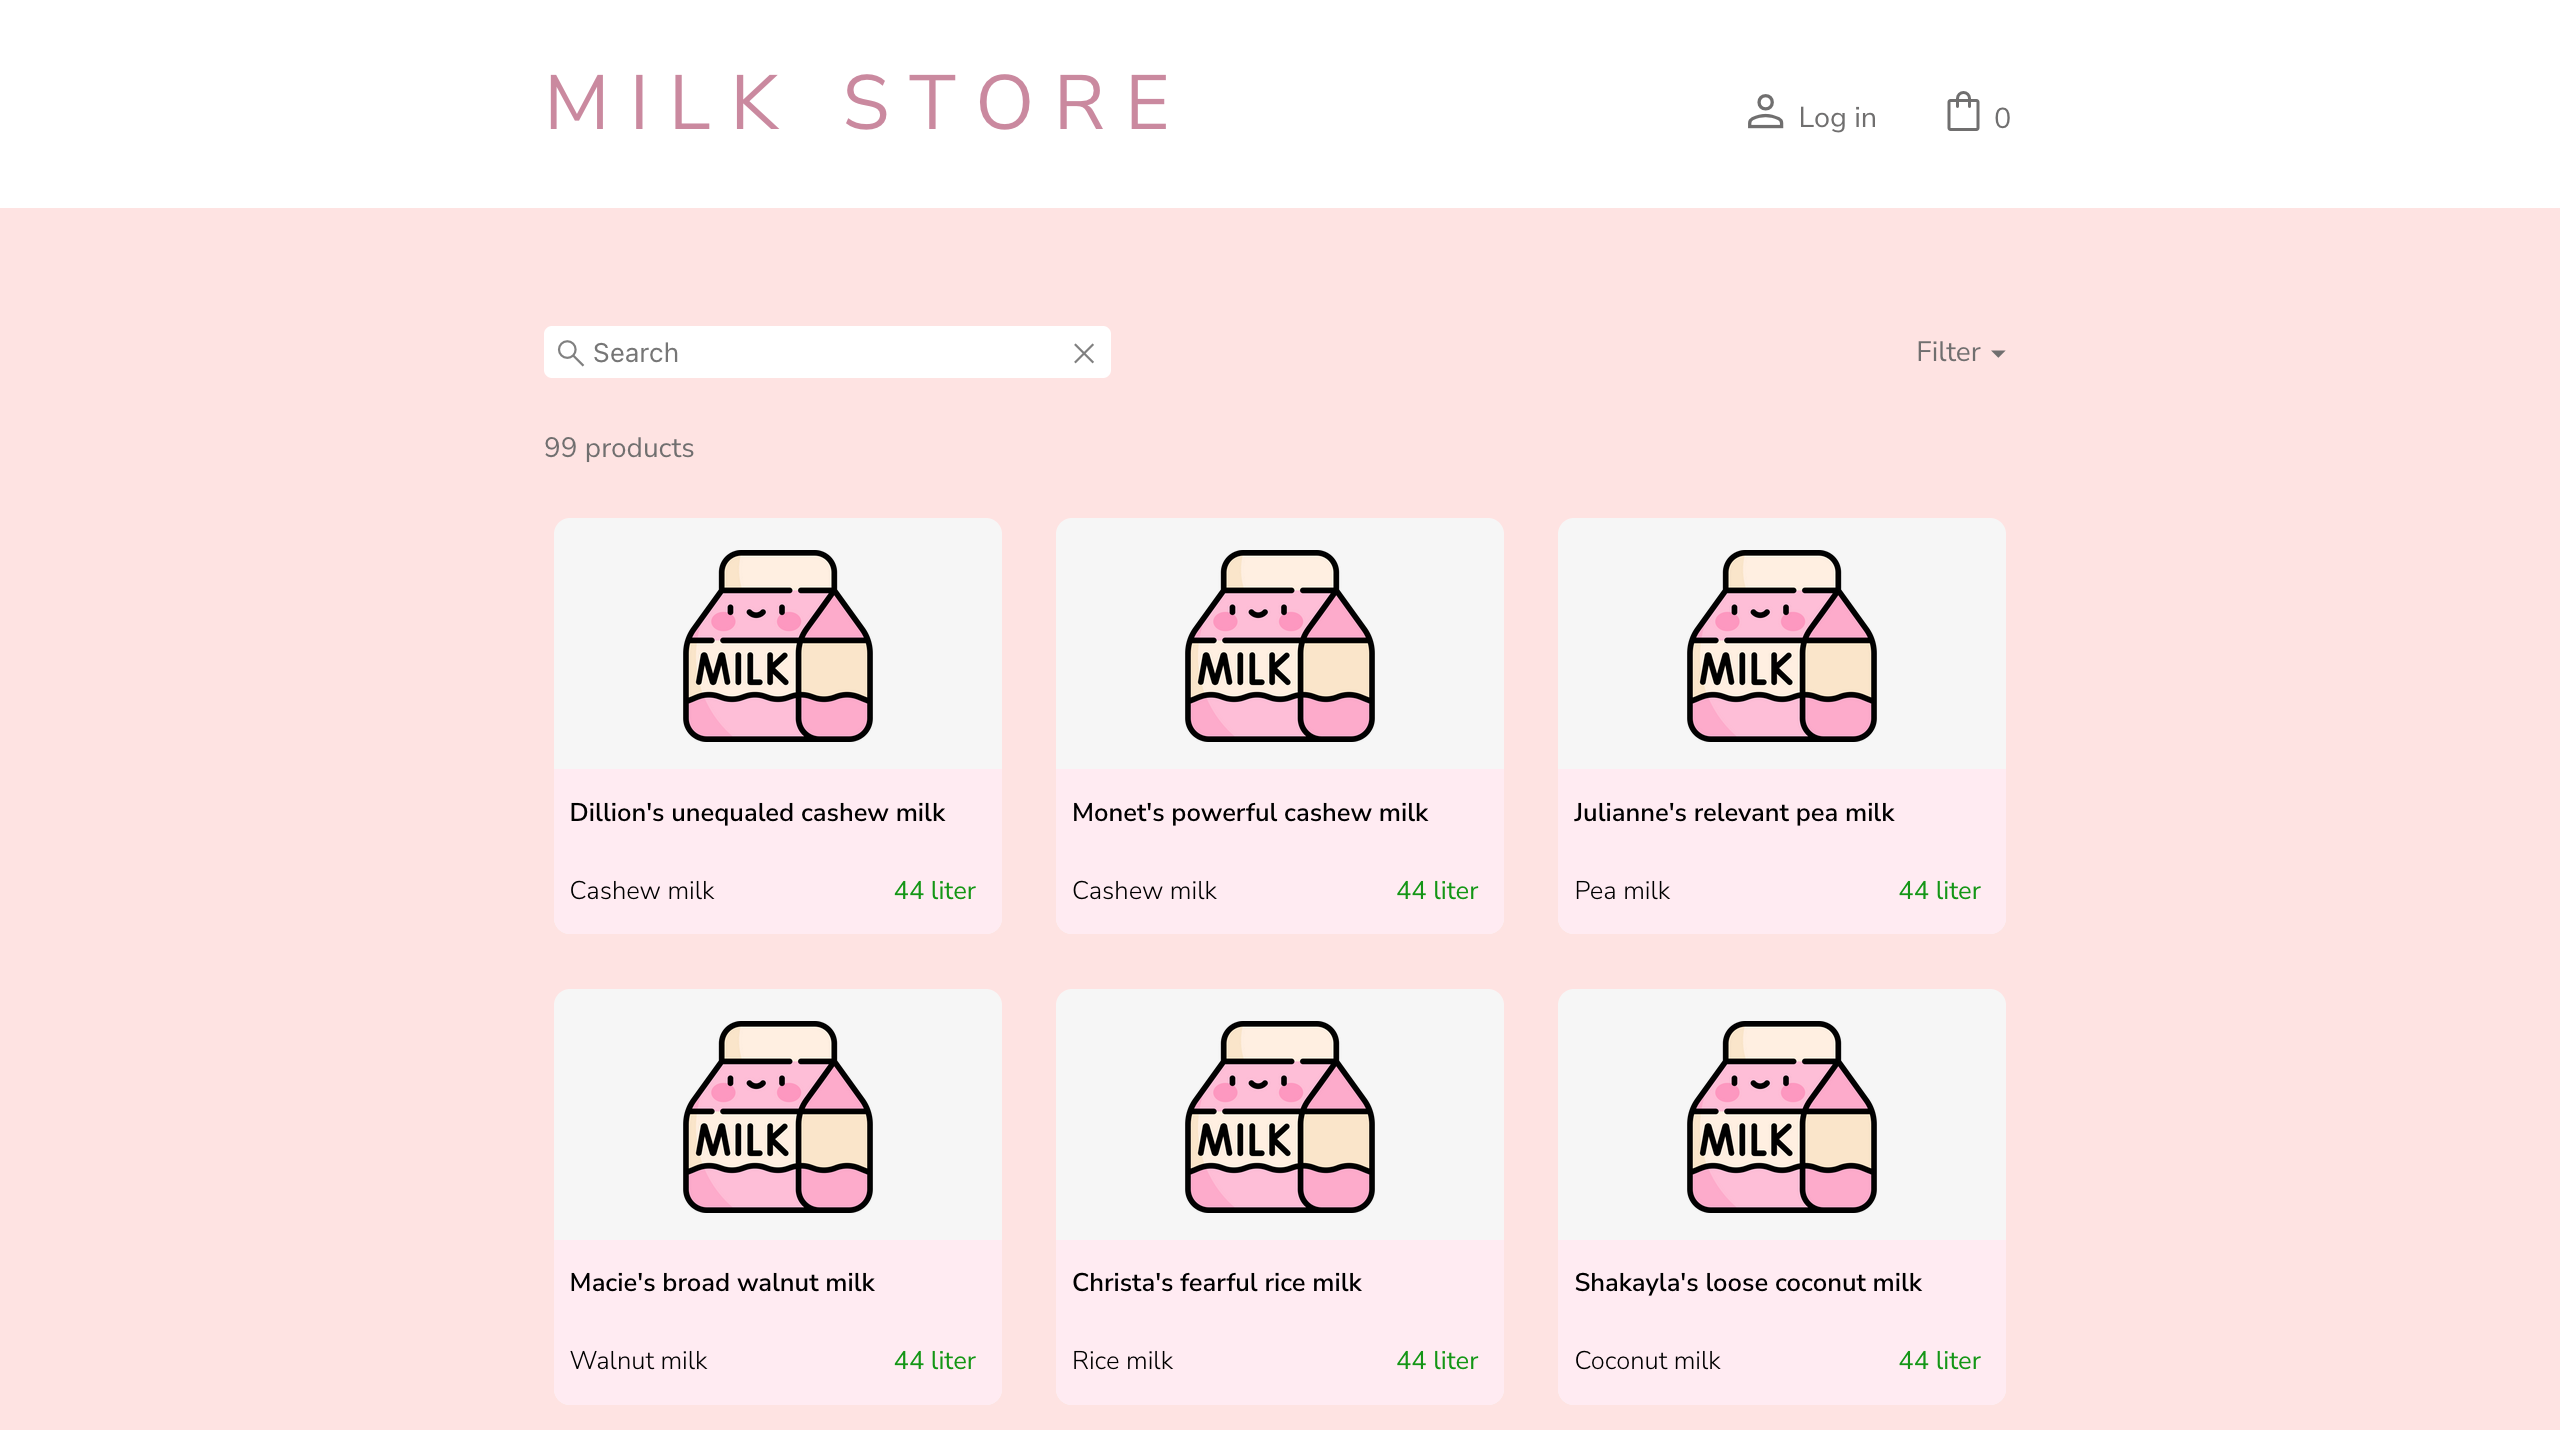 MILK STORE
Log in
0
Search
Filter
99 products
MILK
MILK
MILK
Dillion's unequaled cashew milk
Monet's powerful cashew milk
Julianne's relevant pea milk
Cashew milk
44 liter
Cashew milk
44 liter
Pea milk
44 liter
MILK
MILK
MILK
Macie's broad walnut milk
Christa's fearful rice milk
Shakayla's loose coconut milk
Walnut milk
44 liter
Rice milk
44 liter
Coconut milk
44 liter